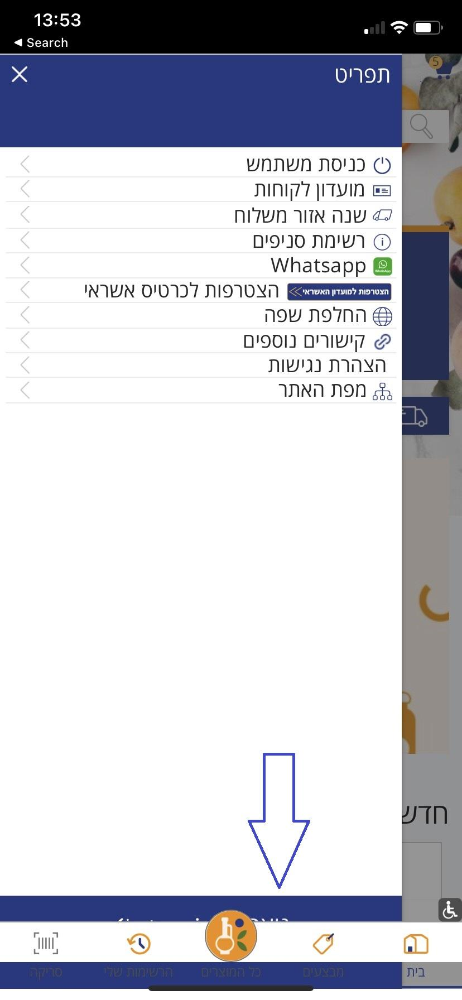 13:53
◀ Search
5
תפריט
כניסת משתמש
מועדון לקוחות
שנה אזור משלוח
רשימת סניפים
Whatsapp
WhatsApp
הצטרפות למועדון האשראי>>
הצטרפות לכרטיס אשראי
החלפת שפה
קישורים נוספים
הצהרת נגישות
מפת האתר
חדש
בית
מבצעים
כל המוצרים
הרשימות שלי
סריקה